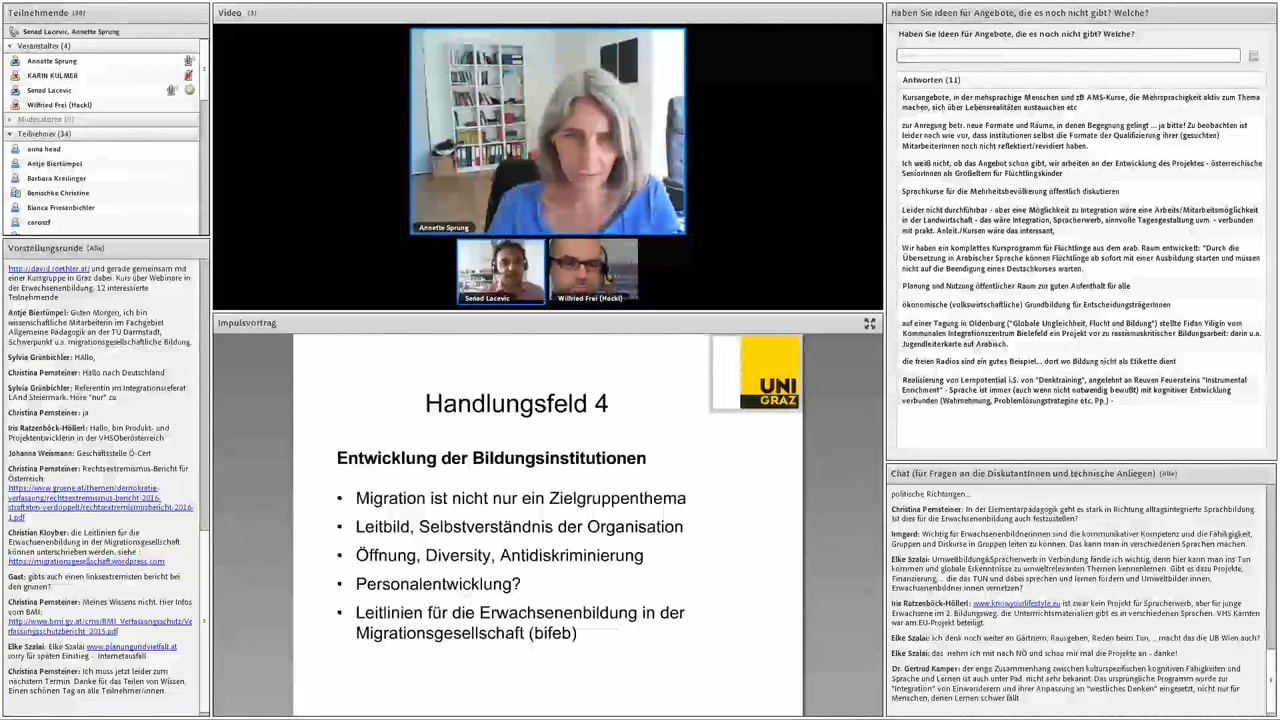 Teilnehmende (38)
Senad Lacevic, Annette Sprung
Veranstalter (4)
Annette Sprung
KARIN KULMER
Senad Lacevic
Wilfried Frei (Hackl)
Moderatoren (0)
Teilnehmer (34)
anna head
Antje Biertümpel
Barbara Kreilinger
Benischke Christine
Bianca Friesenbichler
caroszf
Vorstellungsrunde (Alle)
http://david.roethler.at/ und gerade gemeinsam mit
einer Kursgruppe in Graz dabei. Kurs über Webinare in
der Erwachsenenbildung. 12 interessierte
Teilnehmende
Antje Biertümpel: Guten Morgen, ich bin
wissenschaftliche Mitarbeiterin im Fachgebiet
Allgemeine Pädagogik an der TU Darmstadt,
Schwerpunkt u.a. migrationsgesellschaftliche Bildung.
Sylvia Grünbichler: HAllo,
Christina Pernsteiner: Hallo nach Deutschland
Sylvia Grünbichler: Referentin im Integrationsreferat
LAnd Steiermark. Höre "nur" zu.
Christina Pernsteiner: ja
Iris Ratzenböck-Höllerl: Hallo, bin Produkt- und
Projektentwicklerin in der VHSOberösterreich
Johanna Weismann: Geschäftsstelle Ö-Cert
Christina Pernsteiner: Rechtsextremismus-Bericht für
Österreich:
https://www.gruene.at/themen/demokratie-
verfassung/rechtsextremismus-bericht-2016-
straftaten-verdoppelt/rechtsextremismusbericht_2016-
1.pdf
Christian Kloyber: die Leitlinien für die
Erwachsenenbildung in der Migrationsgesellschaft
können unterschrieben werden. siehe :
https://migrationsgesellschaft.wordpress.com
Gast: gibts auch einen linksextremisten bericht bei
den grunen?
Christina Pernsteiner: Meines Wissens nicht. Hier Infos
vom BMI:
http://www.bmi.gv.at/cms/BMI_Verfassungsschutz/Ve
rfassungsschutzbericht_2015.pdf
Elke Szalai: Elke Szalai www.planungundvielfalt.at
sorry für späten Einstieg - Internetausfall
Christina Pernsteiner: Ich muss jetzt leider zum
nächsten Termin. Danke für das Teilen von Wissen.
Einen schönen Tag an alle Teilnehmer/innen.
Video (3)
Annette Sprung
Senad Lacevic
Wilfried Frei (Hackl)
Impulsvortrag
UNI
GRAZ
Handlungsfeld 4
Entwicklung der Bildungsinstitutionen
• Migration ist nicht nur ein Zielgruppenthema
• Leitbild, Selbstverständnis der Organisation
• Öffnung, Diversity, Antidiskriminierung
• Personalentwicklung?
• Leitlinien für die Erwachsenenbildung in der
Migrationsgesellschaft (bifeb)
Haben Sie Ideen für Angebote, die es noch nicht gibt? Welche?
Haben Sie Ideen für Angebote, die es noch nicht gibt? Welche?
Antworten (11)
Kursangebote, in der mehsprachige Menschen sind zB AMS-Kurse, die Mehrsprachigkeit aktiv zum Thema
machen, sich über Lebensrealitäten austauschen etc
zur Anregung betr. neue Formate und Räume, in denen Begegnung gelingt ... ja bitte! Zu beobachten ist
leider nach wie vor, dass Institutionen selbst die Formate der Qualifizierung ihrer (gesuchten)
MitarbeiterInnen noch nicht reflektiert/revidiert haben.
Ich weiß nicht, ob das Angebot schon gibt, wir arbeiten an der Entwicklung des Projektes - österreichische
SeniorInnen als Großeltern für Flüchtlingskinder
Sprachkurse für die Mehrheitsbevölkerung öffentlich diskutieren
Leider nicht durchführbar - aber eine Möglichkeit zu Integration wäre eine Arbeits/Mitarbeitsmöglichkeit
in der Landwirtschaft - das wäre Integration, Spracherwerb, sinnvolle Tagesgestaltung uvm. - verbunden
mit prakt. Anleit./Kursen wäre das interssant,
Wir haben ein komplettes Kursprogramm für Flüchtlinge aus dem arab. Raum entwickelt: "Durch die
Übersetzung in Arabischer Sprache können Flüchtlinge ab sofort mit einer Ausbildung starten und müssen
nicht auf die Beendigung eines Deutschkurses warten.
Planung und Nutzung öffentlicher Raum zur guten Aufenthalt für alle
ökonomische (volkswirtschaftliche) Grundbildung für EntscheidungsträgerInnen
auf einer Tagung in Oldenburg ("Globale Ungleichheit, Flucht und Bildung") stellte Fidan Yiligin vom
Kommunalen Integrationszentrum Bielefeld ein Projekt vor zu rassismuskritischer Bildungsarbeit: darin u.a.
Jugendleiterkarte auf Arabisch.
die freien Radios sind ein gutes Beispiel... dort wo Bildung nicht als Etikette dient
Realisierung von Lernpotential i.S. von "Denktraining", angelehnt an Reuven Feuersteins "Instrumental
Enrichment" - Sprache ist immer (auch wenn nicht notwendig bewußt) mit kognitiver Entwicklung
verbunden (Wahrnehmung, Problemlösungstrategine etc. Pp.) -
Chat (für Fragen an die DiskutantInnen und technische Anliegen) (Alle)
politische Richtungen...
Christina Pernsteiner: In der Elementarpädagogik geht es stark in Richtung alltagsintegrierte Sprachbildung.
Ist dies für die Erwachsenenbildung auch festzustellen?
Irmgard: Wichtig für ErwachsenenbildnerInnen sind die kommunikativer Kompetenz und die Fähigkeit,
Gruppen und Diskurse in Gruppen leiten zu können. Das kann man in verschiedenen Sprachen machen.
Elke Szalai: Umweltbildung&Spracherwerb in Verbindung fände ich wichtig, denn hier kann man ins Tun
kommen und globale Erkenntnisse zu umweltrelevanten Themen kennenlernen. Gibt es dazu Projekte,
Finanzierung, .. die das TUN und dabei sprechen und lernen fördern und Umweltbilder.innen,
Erwachsenenbildner.innen vernetzen?
Iris Ratzenböck-Höllerl: www.knowyourlifestyle.eu ist zwar kein Projekt für Spracherwerb, aber für junge
Erwachsene im 2. Bildungsweg. die Unterrichtsmaterialien gibt es in verschiedenen Sprachen. VHS Kärnten
war am EU-Projekt beteiligt.
Elke Szalai: ich denk noch weiter an Gärtnern, Rausgehen, Reden beim Tun, .. macht das die UB Wien auch?
Elke Szalai: das nehm ich mit nach NÖ und schau mir mal die Projekte an - danke!
Dr. Gertrud Kamper: der enge Zusammenhang zwischen kulturspezifischen kognitiven Fähigkeiten und
Sprache und Lernen ist auch unter Päd. nicht sehr bekannt. Das ursprüngliche Programm wurde zur
"Integration" von Einwanderern und ihrer Anpassung an "westliches Denken" eingesetzt, nicht nur für
Menschen, denen Lernen schwer fällt